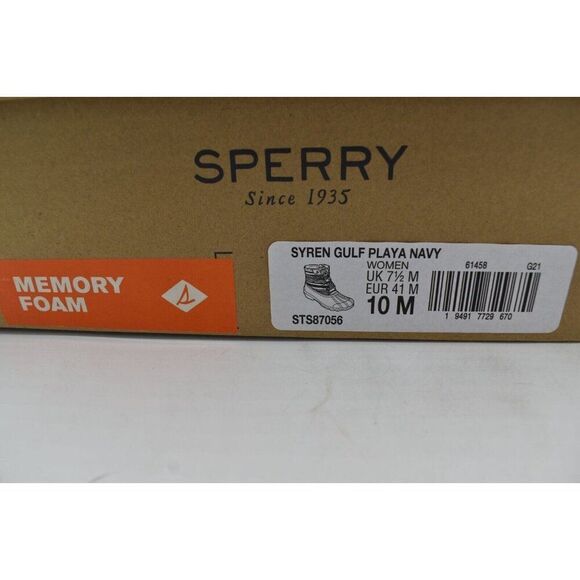 SPERRY
Since 1935
MEMORY
FOAM
SYREN GULF PLAYA NAVY
WOMEN 61458 G21
UK 7½ M
EUR 41 M
10 M
STS87056
1 9491 7729 670